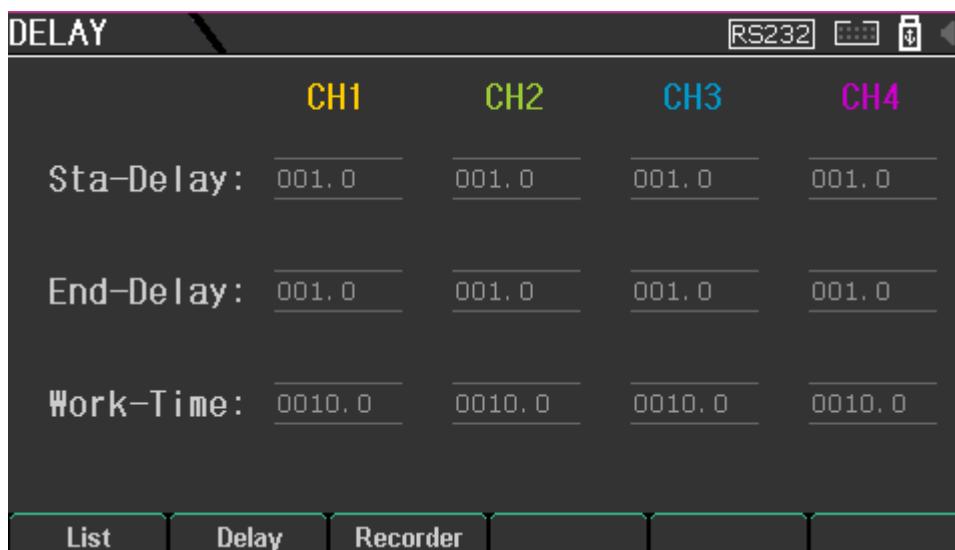 DELAY RS232
CH1 CH2 CH3 CH4
Sta-Delay: 001.0 001.0 001.0 001.0
End-Delay: 001.0 001.0 001.0 001.0
Work-Time: 0010.0 0010.0 0010.0 0010.0
List Delay Recorder